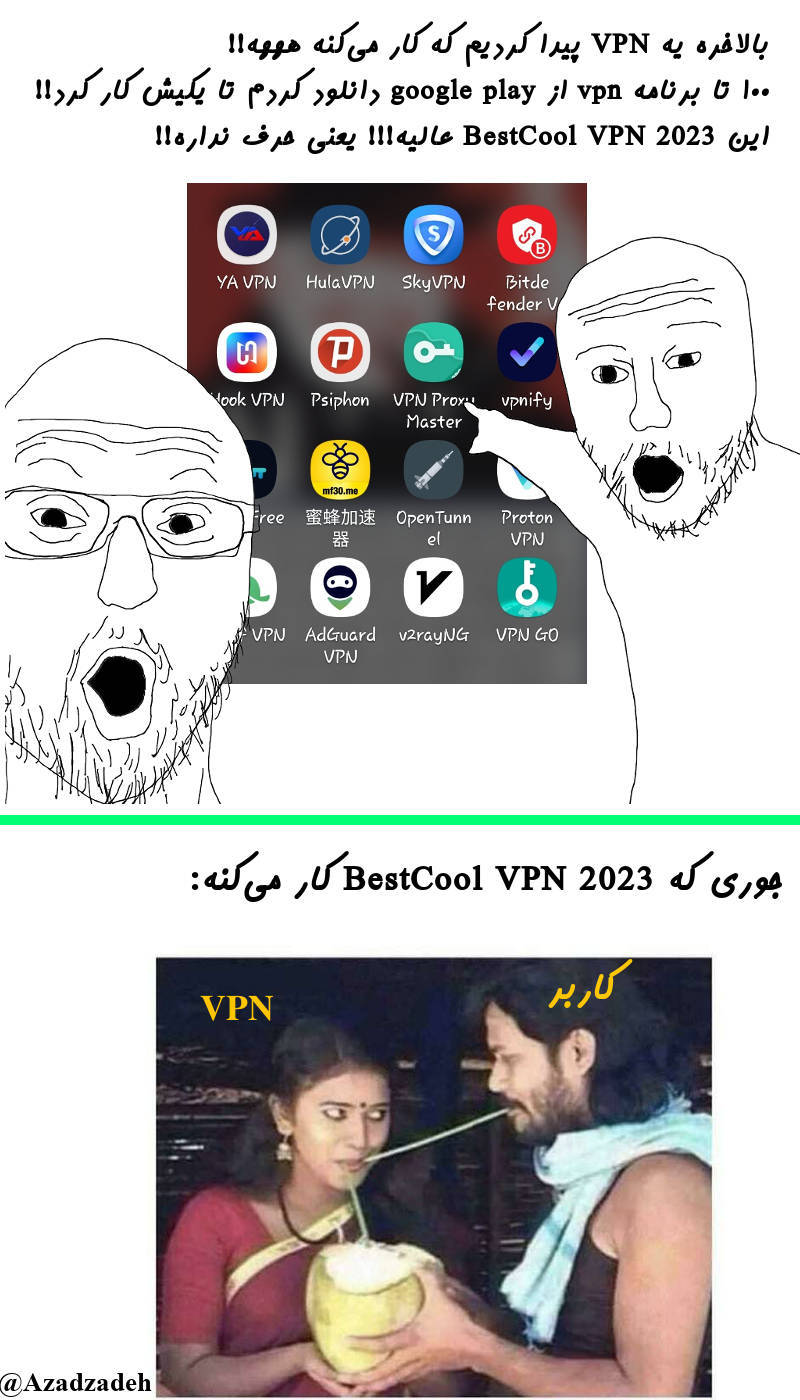 بالاخره یه VPN پیدا کردیم که کار می‌کنه هههه!!
۱۰۰ تا برنامه vpn از google play دانلود کردم تا یکیش کار کرد!!
این BestCool VPN 2023 عالیه!!! یعنی حرف نداره!!
YA VPN
HulaVPN
SkyVPN
Bitde
fender V
Hook VPN
Psiphon
VPN Proxy
Master
vpnify
mf30.me
Free
蜜蜂加速
器
OpenTunn
el
Proton
VPN
VPN
AdGuard
VPN
v2rayNG
VPN GO
جوری که BestCool VPN 2023 کار می‌کنه:
VPN
کاربر
@Azadzadeh